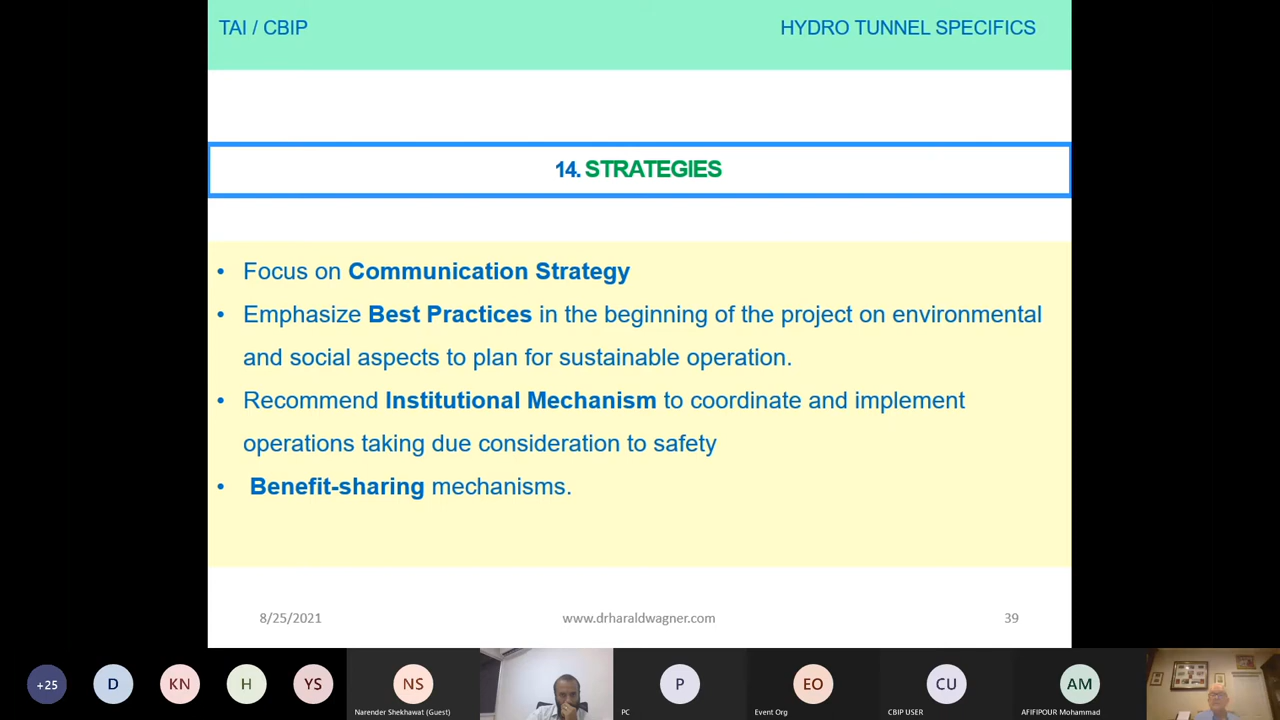 TAI / CBIP HYDRO TUNNEL SPECIFICS
14. STRATEGIES
• Focus on Communication Strategy
• Emphasize Best Practices in the beginning of the project on environmental
and social aspects to plan for sustainable operation.
• Recommend Institutional Mechanism to coordinate and implement
operations taking due consideration to safety
• Benefit-sharing mechanisms.
8/25/2021 www.drharaldwagner.com 39
+25 D KN H YS NS P EO CU AM
Narender Shekhawat (Guest) PC Event Org CBIP USER AFIFIPOUR Mohammad